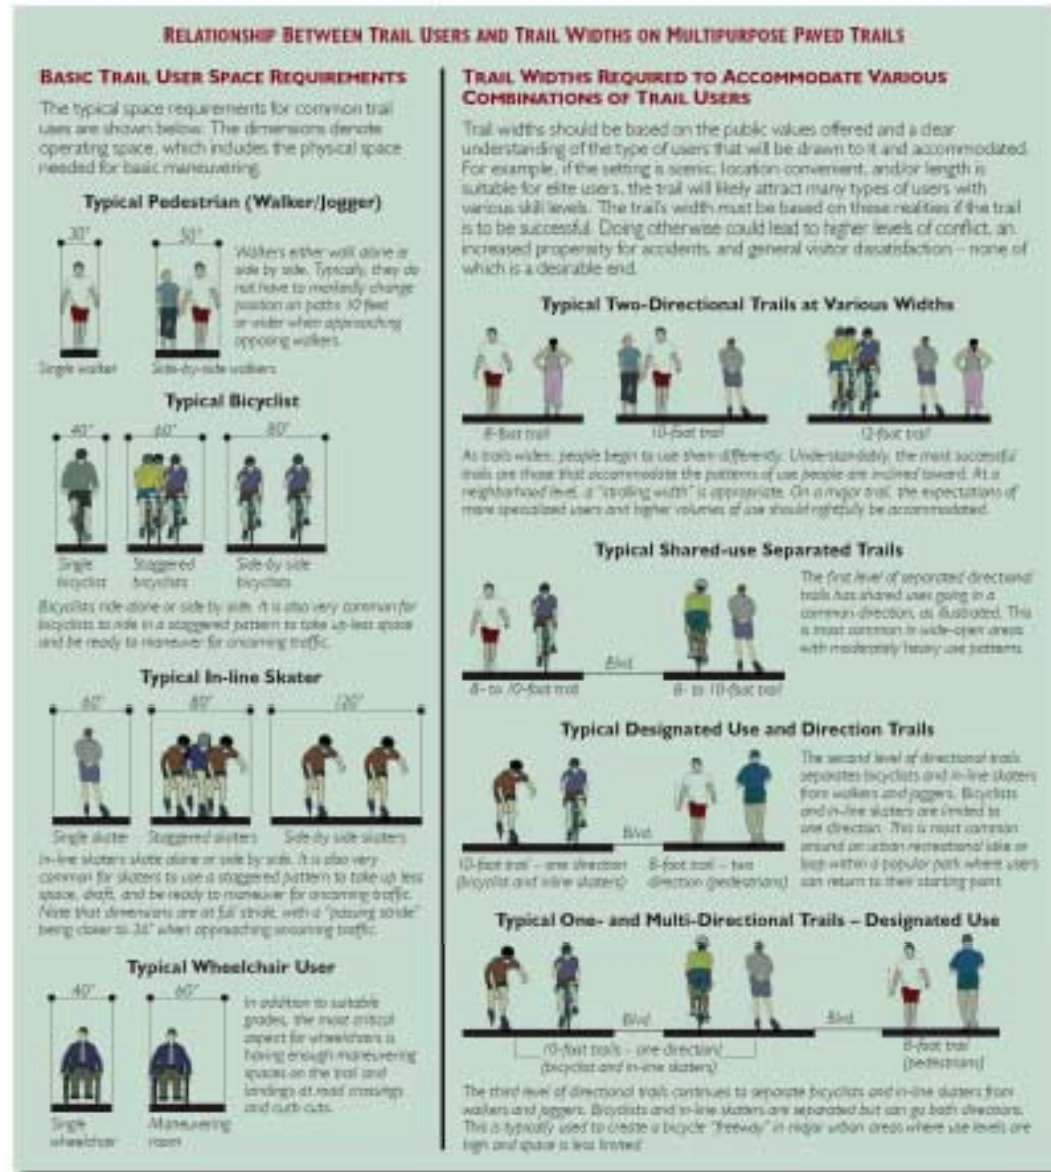 RELATIONSHIP BETWEEN TRAIL USERS AND TRAIL WIDTHS ON MULTIPURPOSE PAVED TRAILS
BASIC TRAIL USER SPACE REQUIREMENTS
The typical space requirements for common trail
uses are shown below. The dimensions denote
operating space, which includes the physical space
needed for basic maneuvering.
Typical Pedestrian (Walker/Jogger)
30"
50"
Walkers either walk alone or
side by side. Typically, they do
not have to markedly change
position on paths 10 feet
or wider when approaching
opposing walkers.
Single walker
Side-by-side walkers
Typical Bicyclist
40"
60"
80"
Single
bicyclist
Staggered
bicyclists
Side-by side
bicyclists
Bicyclists ride alone or side by side. It is also very common for
bicyclists to ride in a staggered pattern to take up less space
and be ready to maneuver for oncoming traffic.
Typical In-line Skater
60"
80"
120"
Single skater
Staggered skaters
Side-by side skaters
In-line skaters skate alone or side by side. It is also very
common for skaters to use a staggered pattern to take up less
space, draft, and be ready to maneuver for oncoming traffic.
Note that dimensions are at full stride, with a "passing stride"
being closer to 36" when approaching oncoming traffic.
Typical Wheelchair User
40"
60"
In addition to suitable
grades, the most critical
aspect for wheelchairs is
having enough maneuvering
spaces on the trail and
landings at road crossings
and curb cuts.
Single
wheelchair
Maneuvering
room
TRAIL WIDTHS REQUIRED TO ACCOMMODATE VARIOUS
COMBINATIONS OF TRAIL USERS
Trail widths should be based on the public values offered and a clear
understanding of the type of users that will be drawn to it and accommodated.
For example, if the setting is scenic, location convenient, and/or length is
suitable for elite users, the trail will likely attract many types of users with
various skill levels. The trail's width must be based on these realities if the trail
is to be successful. Doing otherwise could lead to higher levels of conflict, an
increased propensity for accidents, and general visitor dissatisfaction – none of
which is a desirable end.
Typical Two-Directional Trails at Various Widths
8-foot trail
10-foot trail
12-foot trail
As trails widen, people begin to use them differently. Understandably, the most successful
trails are those that accommodate the patterns of use people are inclined toward. At a
neighborhood level, a "strolling width" is appropriate. On a major trail, the expectations of
more specialized users and higher volumes of use should rightfully be accommodated.
Typical Shared-use Separated Trails
The first level of separated directional
trails has shared uses going in a
common direction, as illustrated. This
is most common in wide-open areas
with moderately heavy use patterns.
Blvd.
8- to 10-foot trail
8- to 10-foot trail
Typical Designated Use and Direction Trails
The second level of directional trails
separates bicyclists and in-line skaters
from walkers and joggers. Bicyclists
and in-line skaters are limited to
one direction. This is most common
around an urban recreational lake or
loop within a popular park where users
can return to their starting point.
Blvd.
10-foot trail – one direction
(bicyclist and inline skaters)
8-foot trail – two
direction (pedestrians)
Typical One- and Multi-Directional Trails – Designated Use
Blvd.
Blvd.
10-foot trails – one direction/
(bicyclist and in-line skaters)
8-foot trail
(pedestrians)
The third level of directional trails continues to separate bicyclists and in-line skaters from
walkers and joggers. Bicyclists and in-line skaters are separated but can go both directions.
This is typically used to create a bicycle "freeway" in major urban areas where use levels are
high and space is less limited.